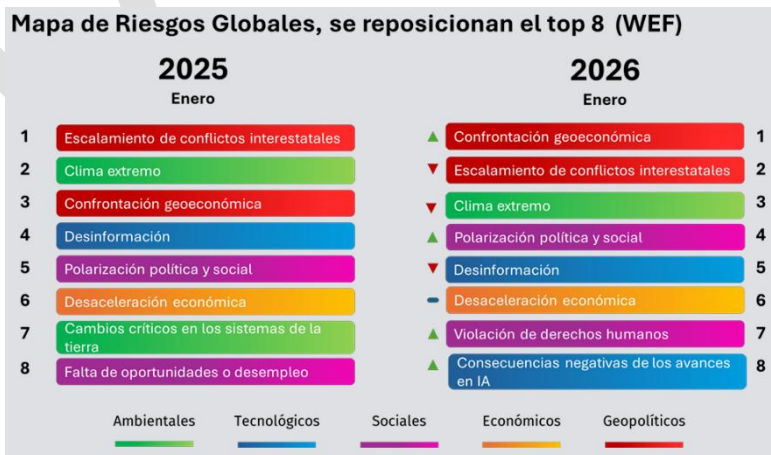 Mapa de Riesgos Globales, se reposicionan el top 8 (WEF)
2025
Enero
1 Escalamiento de conflictos interestatales
2 Clima extremo
3 Confrontación geoeconómica
4 Desinformación
5 Polarización política y social
6 Desaceleración económica
7 Cambios críticos en los sistemas de la
tierra
8 Falta de oportunidades o desempleo
2026
Enero
▲ Confrontación geoeconómica 1
▼ Escalamiento de conflictos interestatales 2
▼ Clima extremo 3
▲ Polarización política y social 4
▼ Desinformación 5
– Desaceleración económica 6
▲ Violación de derechos humanos 7
▲ Consecuencias negativas de los avances 8
en IA
Ambientales Tecnológicos Sociales Económicos Geopolíticos